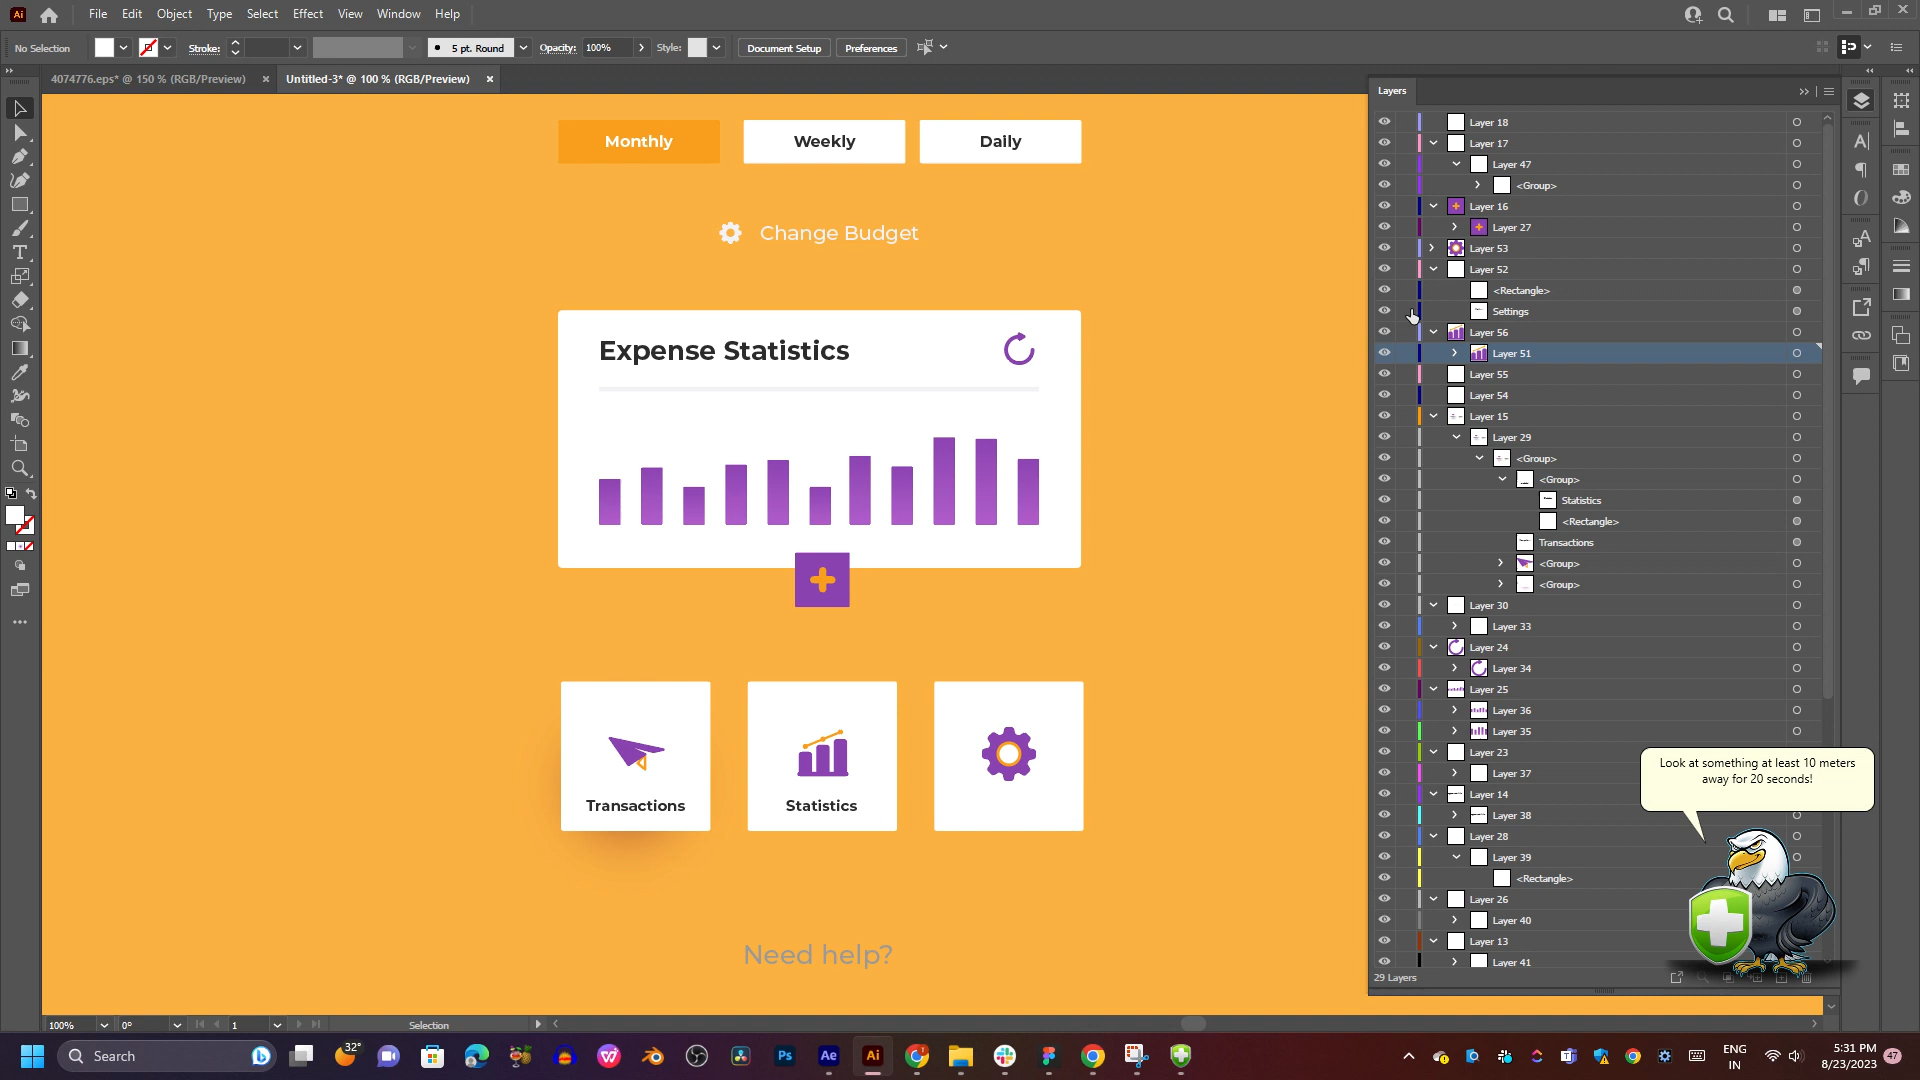 Ai
File Edit Object Type Select Effect View Window Help
No Selection Stroke: 5 pt. Round Opacity: 100% Style: Document Setup Preferences
4074776.eps* @ 150 % (RGB/Preview) × Untitled-3* @ 100 % (RGB/Preview) ×
Layers
Monthly Weekly Daily
Change Budget
Expense Statistics
Transactions Statistics
Need help?
Layer 18
Layer 17
Layer 47
<Group>
Layer 16
Layer 27
Layer 53
Layer 52
<Rectangle>
Settings
Layer 56
Layer 51
Layer 55
Layer 54
Layer 15
Layer 29
<Group>
<Group>
Statistics
<Rectangle>
Transactions
<Group>
<Group>
Layer 30
Layer 33
Layer 24
Layer 34
Layer 25
Layer 36
Layer 35
Layer 23
Layer 37
Layer 14
Layer 38
Layer 28
Layer 39
<Rectangle>
Layer 26
Layer 40
Layer 13
Layer 41
29 Layers
Look at something at least 10 meters
away for 20 seconds!
100% 0° 1 Selection
Search 32° Ps Ae Ai ENG
IN 5:31 PM
8/23/2023 47